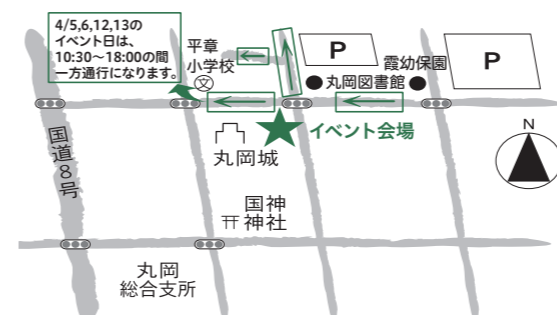 4/5,6,12,13の
イベント日は、
10:30〜18:00の間
一方通行になります。
平章
小学校
文
P
P
霞幼保園
丸岡図書館
イベント会場
丸岡城
国道8号
N
国神
神社
丸岡
総合支所